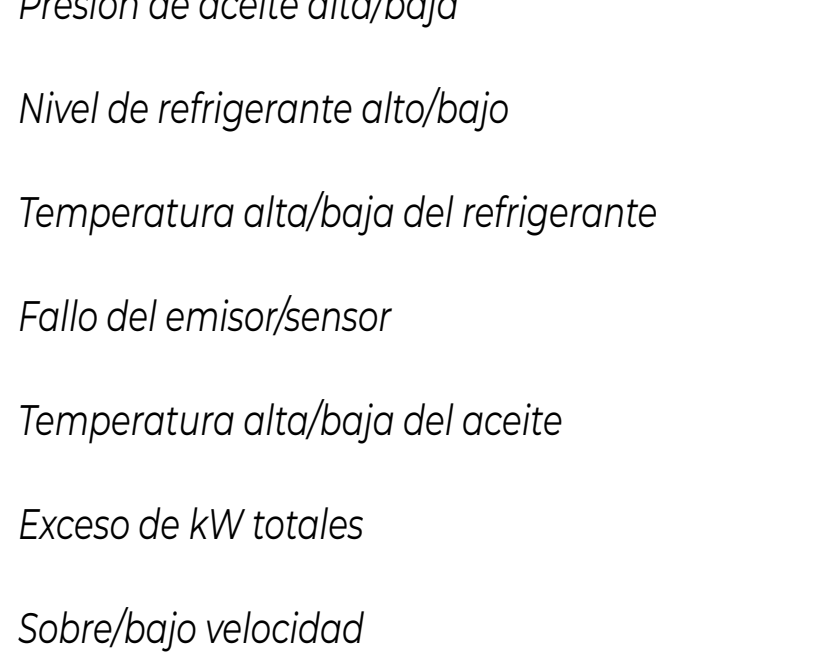 Presión de aceite alta/baja
Nivel de refrigerante alto/bajo
Temperatura alta/baja del refrigerante
Fallo del emisor/sensor
Temperatura alta/baja del aceite
Exceso de kW totales
Sobre/bajo velocidad